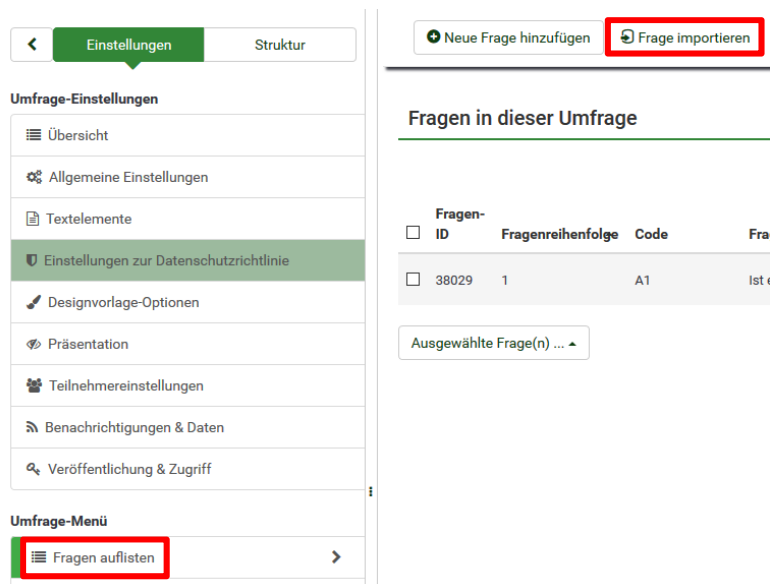 Einstellungen
Struktur
Umfrage-Einstellungen
Übersicht
Allgemeine Einstellungen
Textelemente
Einstellungen zur Datenschutzrichtlinie
Designvorlage-Optionen
Präsentation
Teilnehmereinstellungen
Benachrichtigungen & Daten
Veröffentlichung & Zugriff
Umfrage-Menü
Fragen auflisten
Neue Frage hinzufügen
Frage importieren
Fragen in dieser Umfrage
Fragen-
ID Fragenreihenfolge Code
38029 1 A1 Ist
Ausgewählte Frage(n) ...